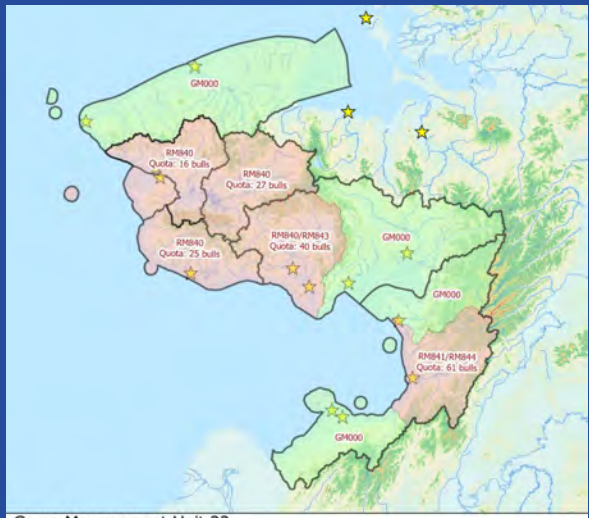 GM000
RM840
Quota: 16 bulls
RM840
Quota: 27 bulls
RM840/RM843
Quota: 40 bulls
RM840
Quota: 25 bulls
GM000
GM000
RM841/RM844
Quota: 61 bulls
GM000